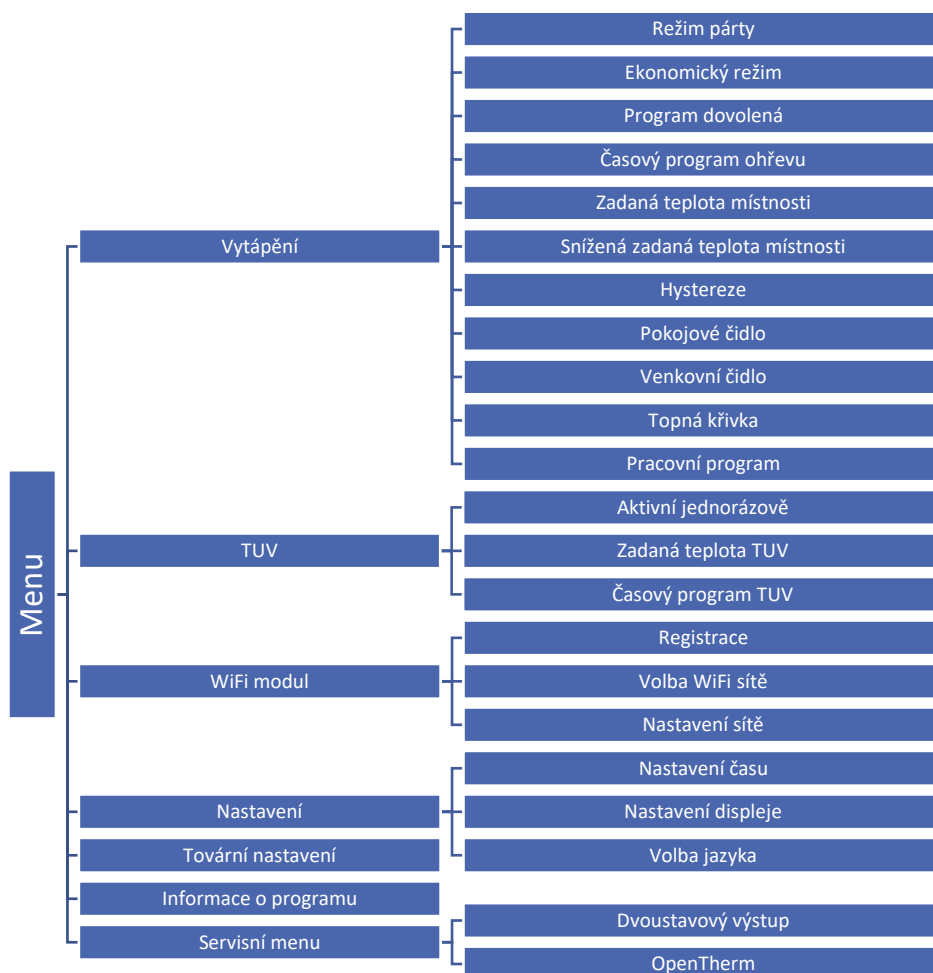 Menu
Vytápění
Režim párty
Ekonomický režim
Program dovolená
Časový program ohřevu
Zadaná teplota místnosti
Snížená zadaná teplota místnosti
Hystereze
Pokojové čidlo
Venkovní čidlo
Topná křivka
Pracovní program
TUV
Aktivní jednorázově
Zadaná teplota TUV
Časový program TUV
WiFi modul
Registrace
Volba WiFi sítě
Nastavení sítě
Nastavení
Nastavení času
Nastavení displeje
Volba jazyka
Tovární nastavení
Informace o programu
Servisní menu
Dvoustavový výstup
OpenTherm